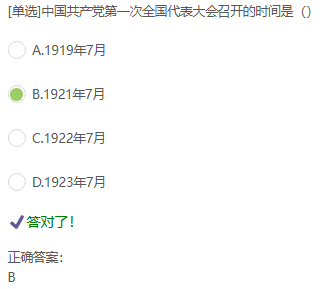 [单选]中国共产党第一次全国代表大会召开的时间是（）
A.1919年7月
B.1921年7月
C.1922年7月
D.1923年7月
答对了！
正确答案：
B